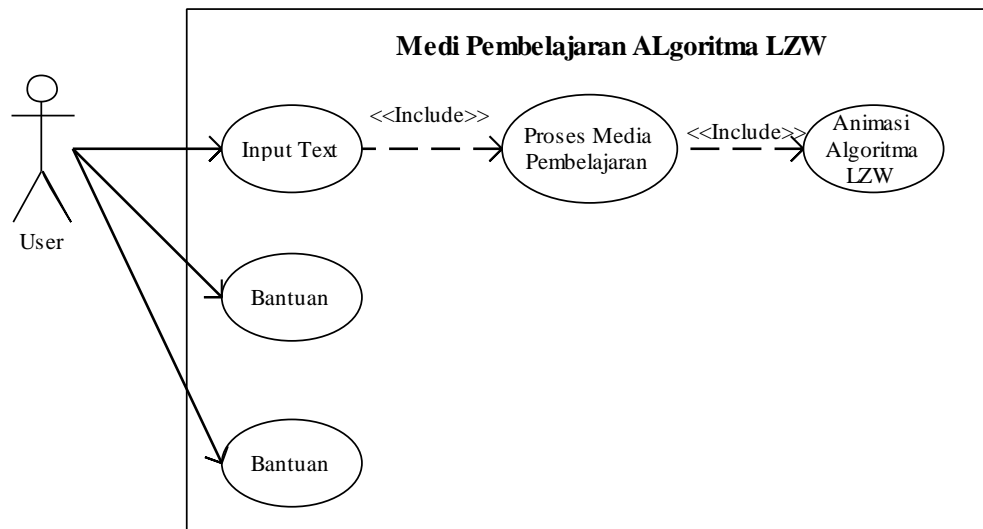 Medi Pembelajaran ALgoritma LZW
User
Input Text
<<Include>>
Proses Media
Pembelajaran
<<Include>>
Animasi
Algoritma
LZW
Bantuan
Bantuan